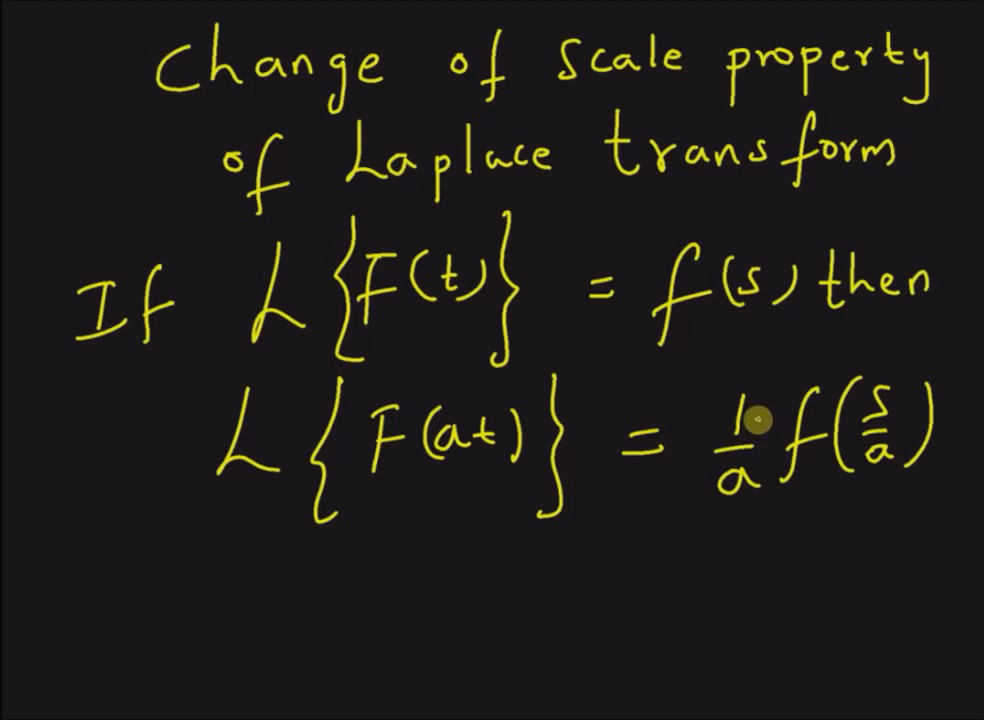 Change of scale property
of Laplace transform
If L{F(t)} = f(s) then
L{F(at)} = 1/a f(s/a)